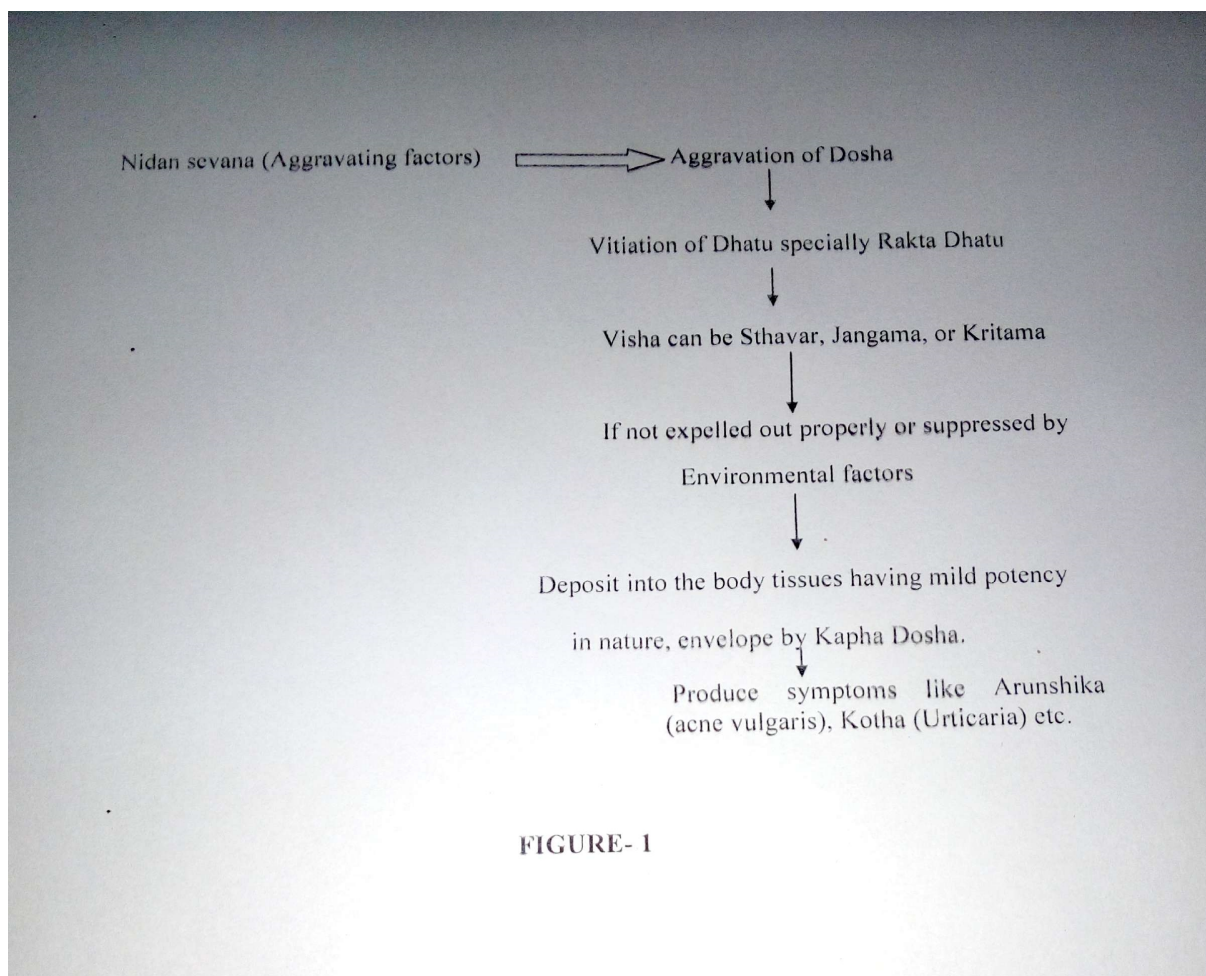 Nidan sevana (Aggravating factors) Aggravation of Dosha
Vitiation of Dhatu specially Rakta Dhatu
Visha can be Sthavar, Jangama, or Kritama
If not expelled out properly or suppressed by
Environmental factors
Deposit into the body tissues having mild potency
in nature, envelope by Kapha Dosha.
Produce symptoms like Arunshika
(acne vulgaris), Kotha (Urticaria) etc.
FIGURE- 1